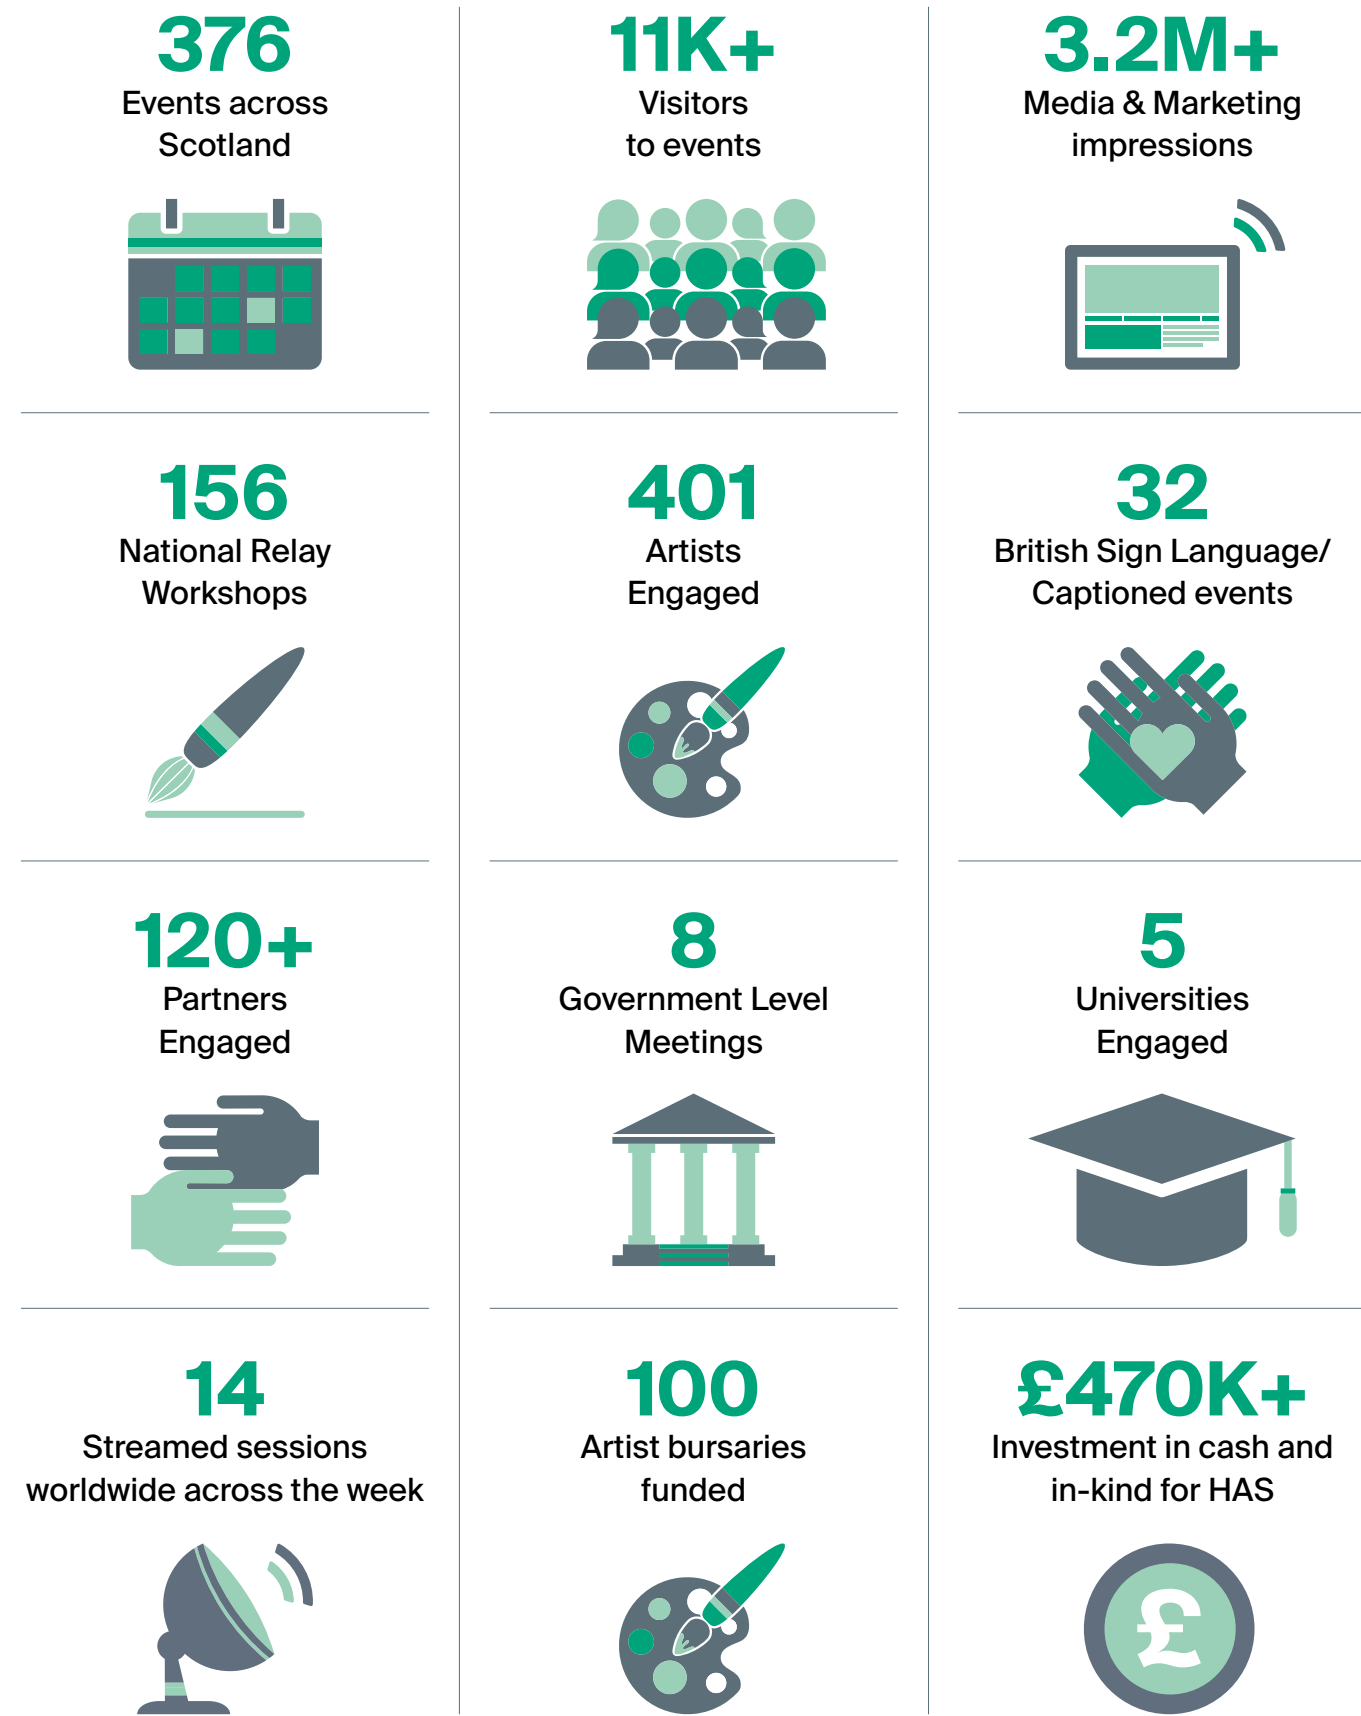 376
Events across
Scotland
11K+
Visitors
to events
3.2M+
Media & Marketing
impressions
156
National Relay
Workshops
401
Artists
Engaged
32
British Sign Language/
Captioned events
120+
Partners
Engaged
8
Government Level
Meetings
5
Universities
Engaged
14
Streamed sessions
worldwide across the week
100
Artist bursaries
funded
£470K+
Investment in cash and
in-kind for HAS
£